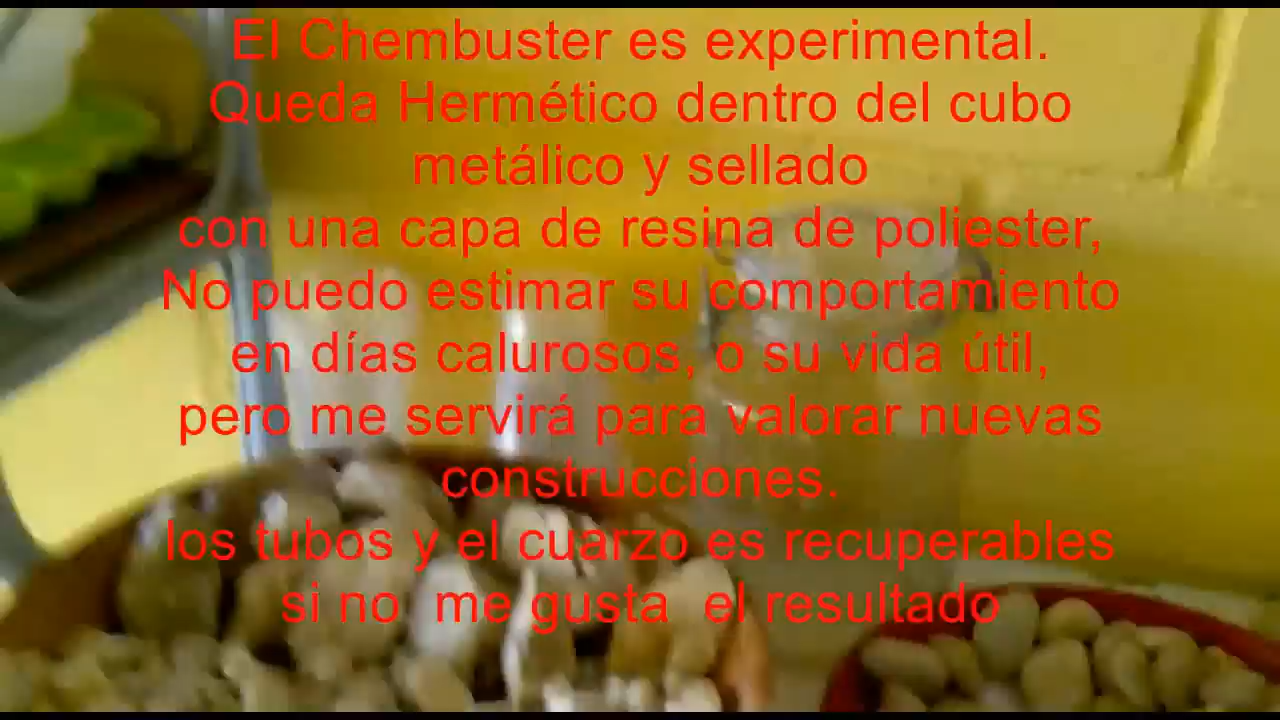 El Chembuster es experimental.
Queda Hermético dentro del cubo
metálico y sellado
con una capa de resina de poliester,
No puedo estimar su comportamiento
en días calurosos, o su vida útil,
pero me servirá para valorar nuevas
construcciones.
los tubos y el cuarzo es recuperables
si no me gusta el resultado